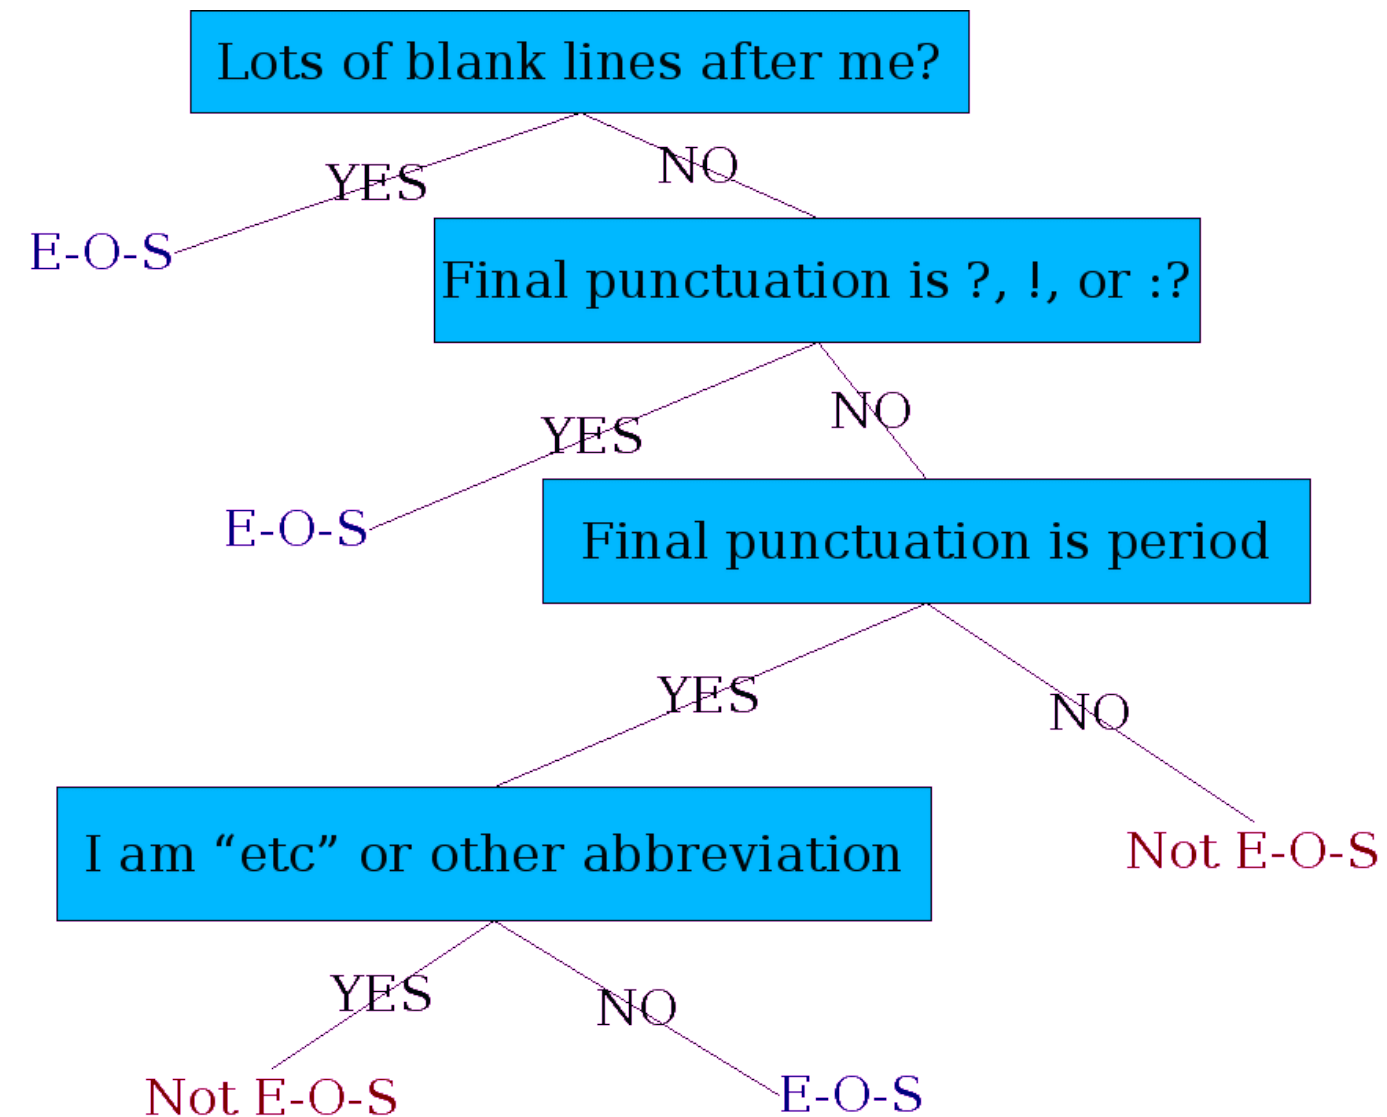 Lots of blank lines after me?
YES
NO
E-O-S
Final punctuation is ?, !, or :?
YES
NO
E-O-S
Final punctuation is period
YES
NO
I am “etc” or other abbreviation
Not E-O-S
YES
NO
Not E-O-S
E-O-S